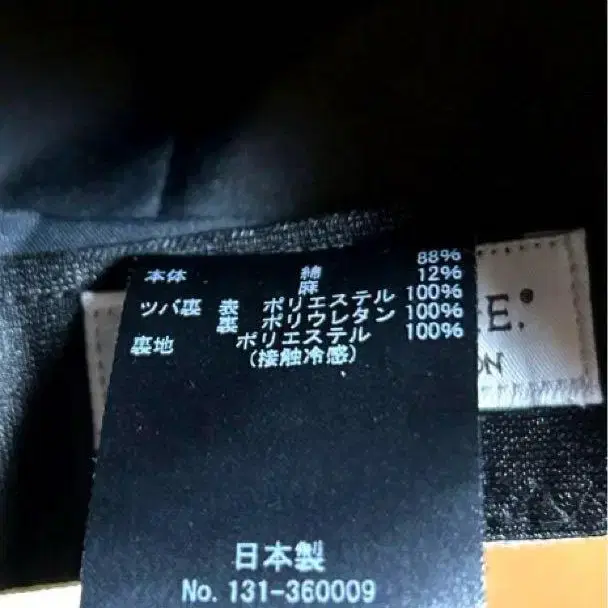 本体 綿 88%
麻 12%
ツバ裏 表 ポリエステル 100%
裏 ポリウレタン 100%
裏地 ポリエステル 100%
(接触冷感)
日本製
No. 131-360009
E:
ON